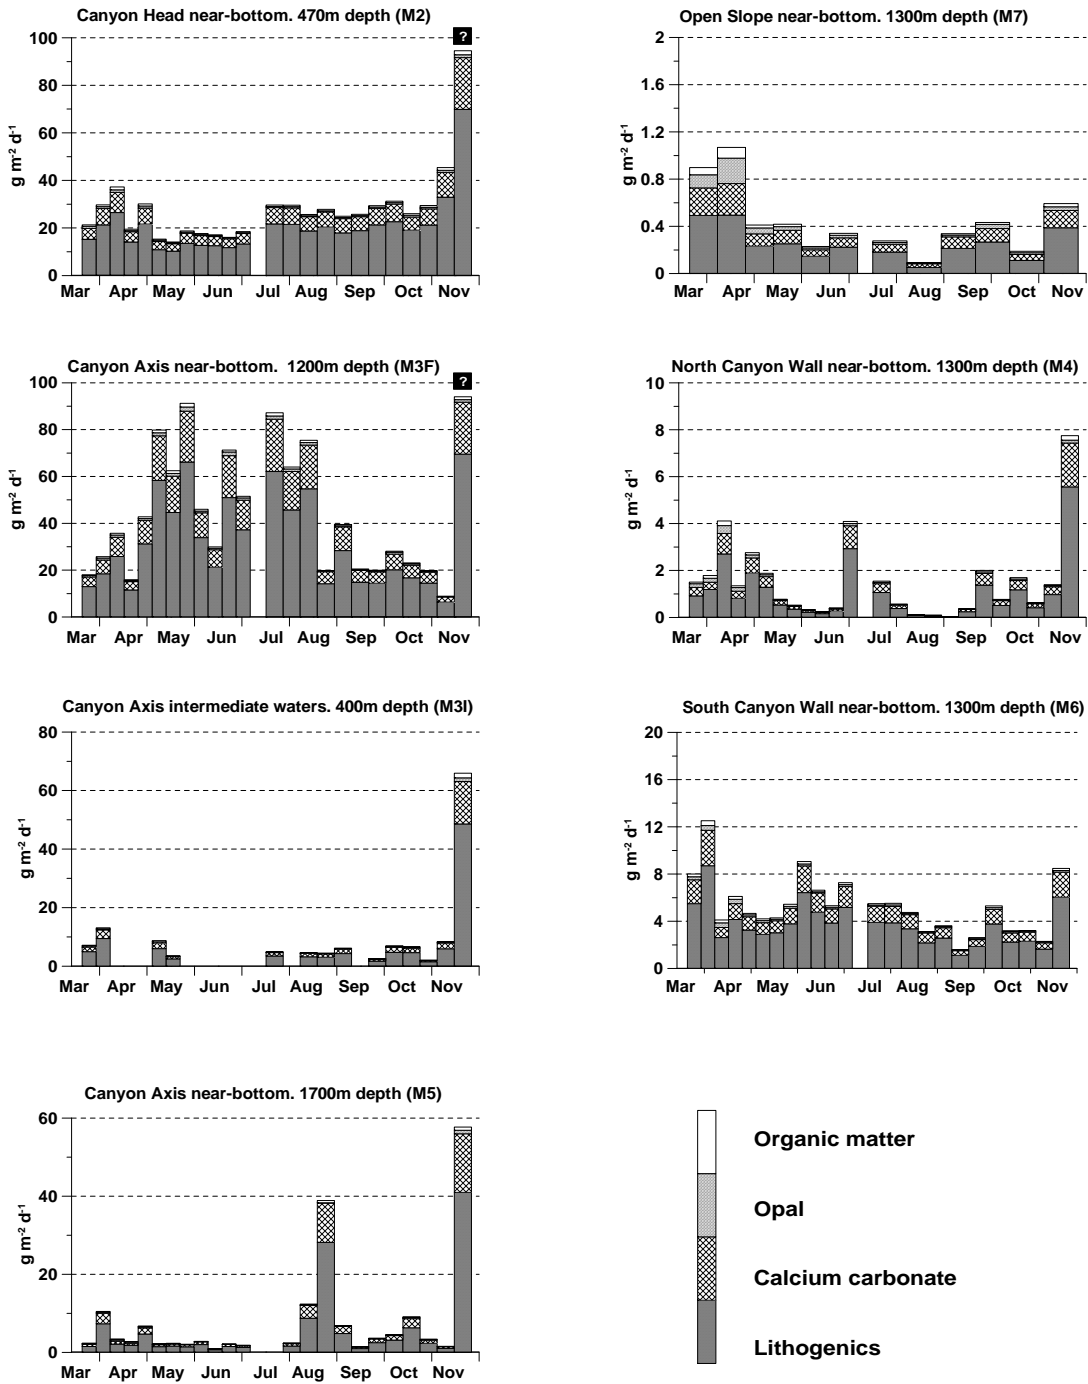 Canyon Head near-bottom. 470m depth (M2)
?
100
80
60
40
20
0
g m-2 d-1
Mar Apr May Jun Jul Aug Sep Oct Nov
Open Slope near-bottom. 1300m depth (M7)
2
1.6
1.2
0.8
0.4
0
g m-2 d-1
Mar Apr May Jun Jul Aug Sep Oct Nov
Canyon Axis near-bottom. 1200m depth (M3F)
?
100
80
60
40
20
0
g m-2 d-1
Mar Apr May Jun Jul Aug Sep Oct Nov
North Canyon Wall near-bottom. 1300m depth (M4)
10
8
6
4
2
0
g m-2 d-1
Mar Apr May Jun Jul Aug Sep Oct Nov
Canyon Axis intermediate waters. 400m depth (M3I)
80
60
40
20
0
g m-2 d-1
Mar Apr May Jun Jul Aug Sep Oct Nov
South Canyon Wall near-bottom. 1300m depth (M6)
20
16
12
8
4
0
g m-2 d-1
Mar Apr May Jun Jul Aug Sep Oct Nov
Canyon Axis near-bottom. 1700m depth (M5)
60
40
20
0
g m-2 d-1
Mar Apr May Jun Jul Aug Sep Oct Nov
Organic matter
Opal
Calcium carbonate
Lithogenics